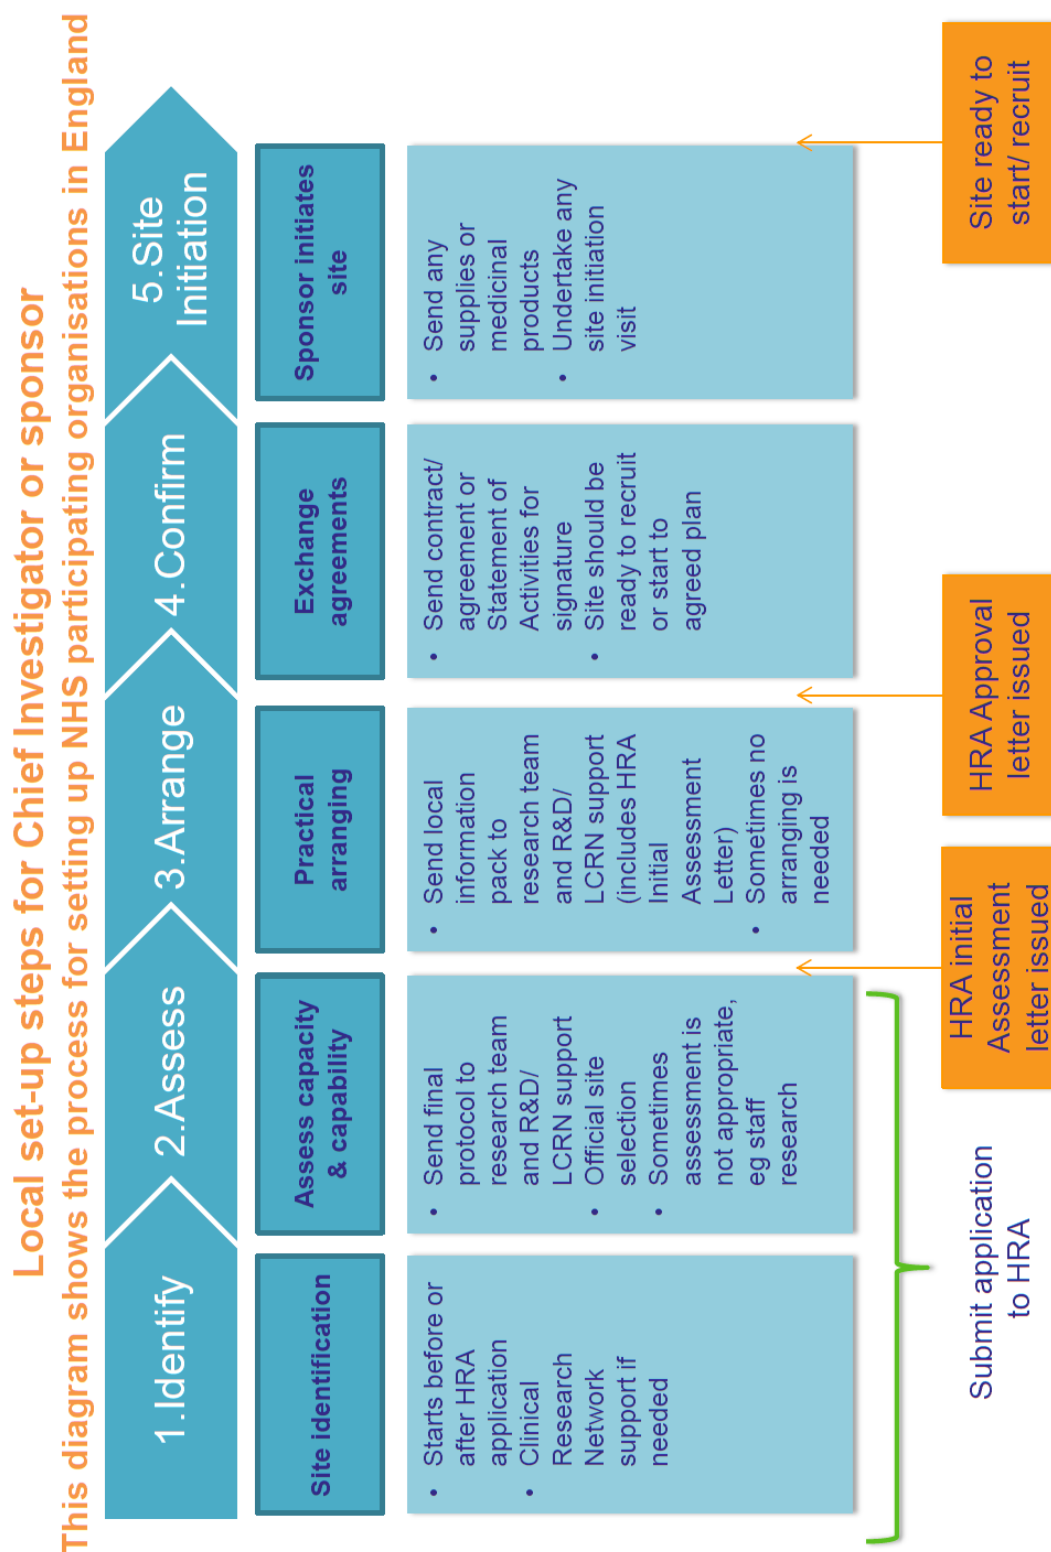 Local set-up steps for Chief Investigator or sponsor
This diagram shows the process for setting up NHS participating organisations in England
1.Identify
2.Assess
3.Arrange
4.Confirm
5.Site
Initiation
Site identification
• Starts before or
after HRA
application
• Clinical
Research
Network
support if
needed
Assess capacity
& capability
• Send final
protocol to
research team
and R&D/
LCRN support
• Official site
selection
• Sometimes
assessment is
not appropriate,
eg staff
research
Practical
arranging
• Send local
information
pack to
research team
and R&D/
LCRN support
(includes HRA
Initial
Assessment
Letter)
• Sometimes no
arranging is
needed
Exchange
agreements
• Send contract/
agreement or
Statement of
Activities for
signature
• Site should be
ready to recruit
or start to
agreed plan
Sponsor initiates
site
• Send any
supplies or
medicinal
products
• Undertake any
site initiation
visit
Submit application
to HRA
HRA initial
Assessment
letter issued
HRA Approval
letter issued
Site ready to
start/ recruit